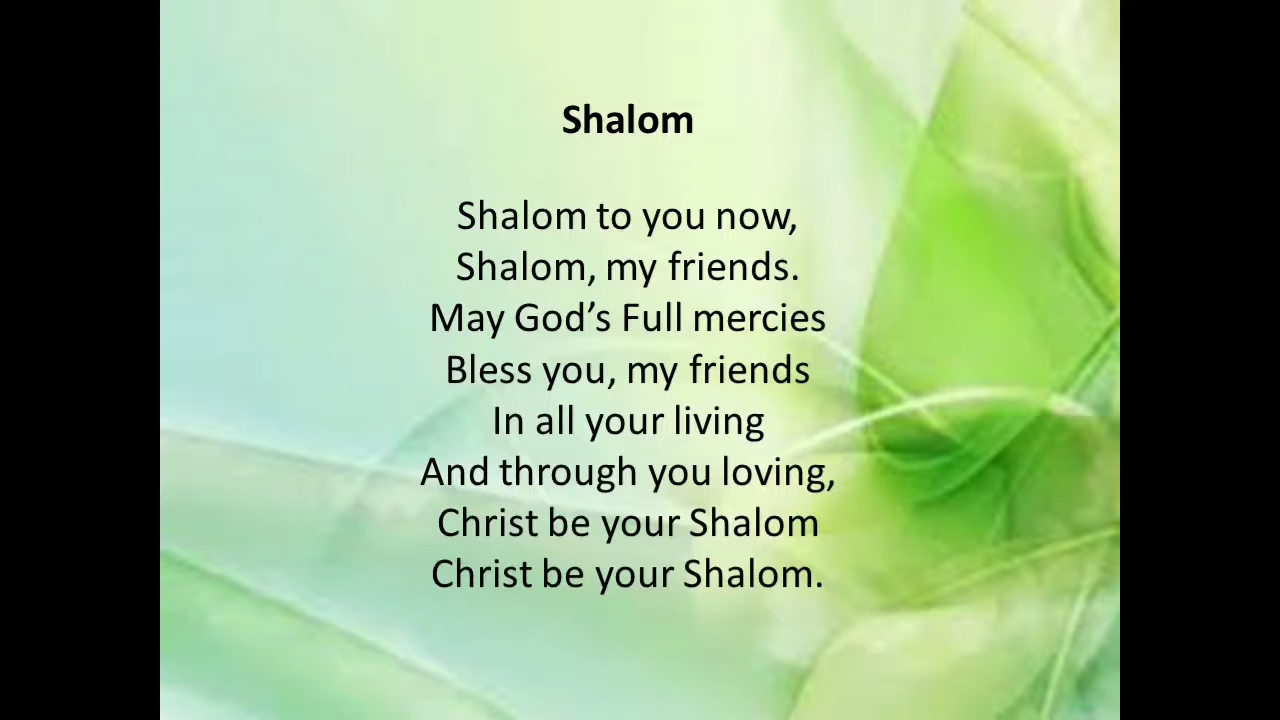 Shalom
Shalom to you now,
Shalom, my friends.
May God’s Full mercies
Bless you, my friends
In all your living
And through you loving,
Christ be your Shalom
Christ be your Shalom.